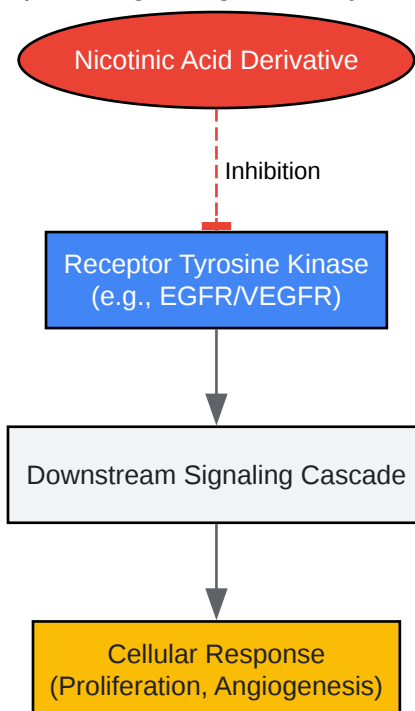 Nicotinic Acid Derivative
Inhibition
Receptor Tyrosine Kinase
(e.g., EGFR/VEGFR)
Downstream Signaling Cascade
Cellular Response
(Proliferation, Angiogenesis)